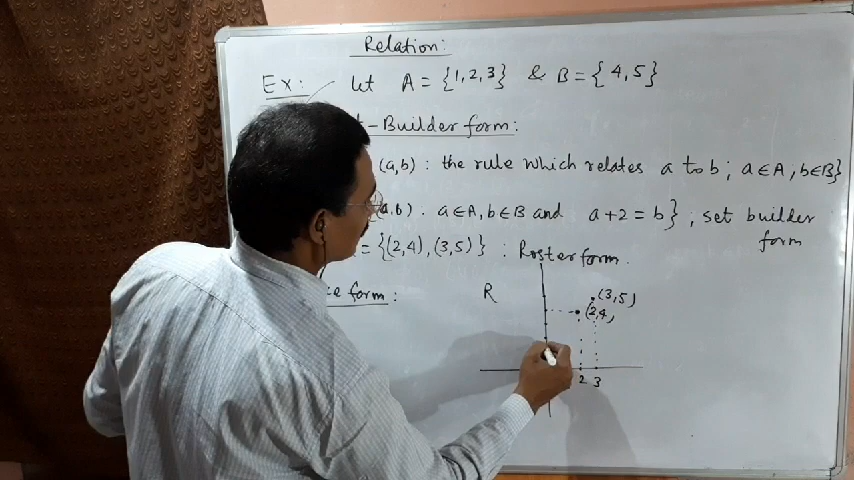 Relation:
Ex: let A = {1,2,3} & B = { 4,5}
-Builder form:
(a,b) : the rule which relates a to b ; a∈A, b∈B}
(a,b) . a∈A, b∈B and a+2 = b} ; set builder
form
= {(2,4), (3,5)} : Roster form.
form:
R
(3,5)
(2,4)
2 3